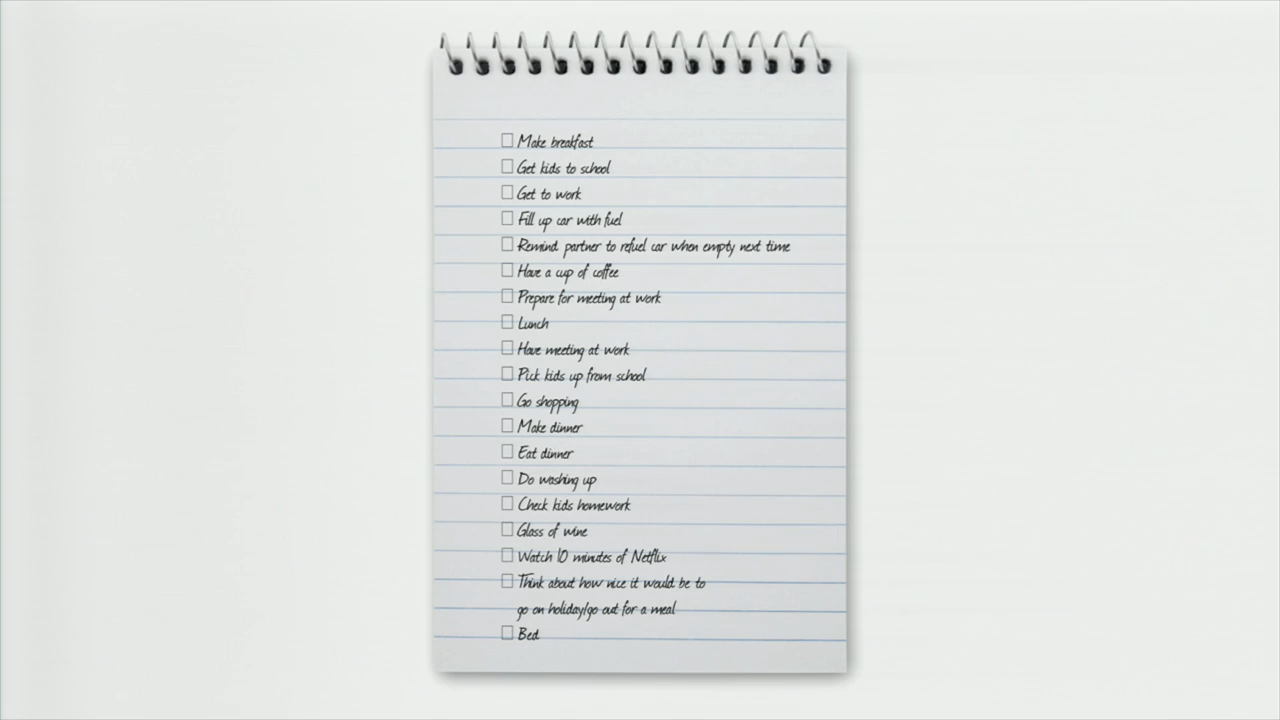 ☐ Make breakfast
☐ Get kids to school
☐ Get to work
☐ Fill up car with fuel
☐ Remind partner to refuel car when empty next time
☐ Have a cup of coffee
☐ Prepare for meeting at work
☐ Lunch
☐ Have meeting at work
☐ Pick kids up from school
☐ Go shopping
☐ Make dinner
☐ Eat dinner
☐ Do washing up
☐ Check kids homework
☐ Glass of wine
☐ Watch 10 minutes of Netflix
☐ Think about how nice it would be to
go on holiday/go out for a meal
☐ Bed